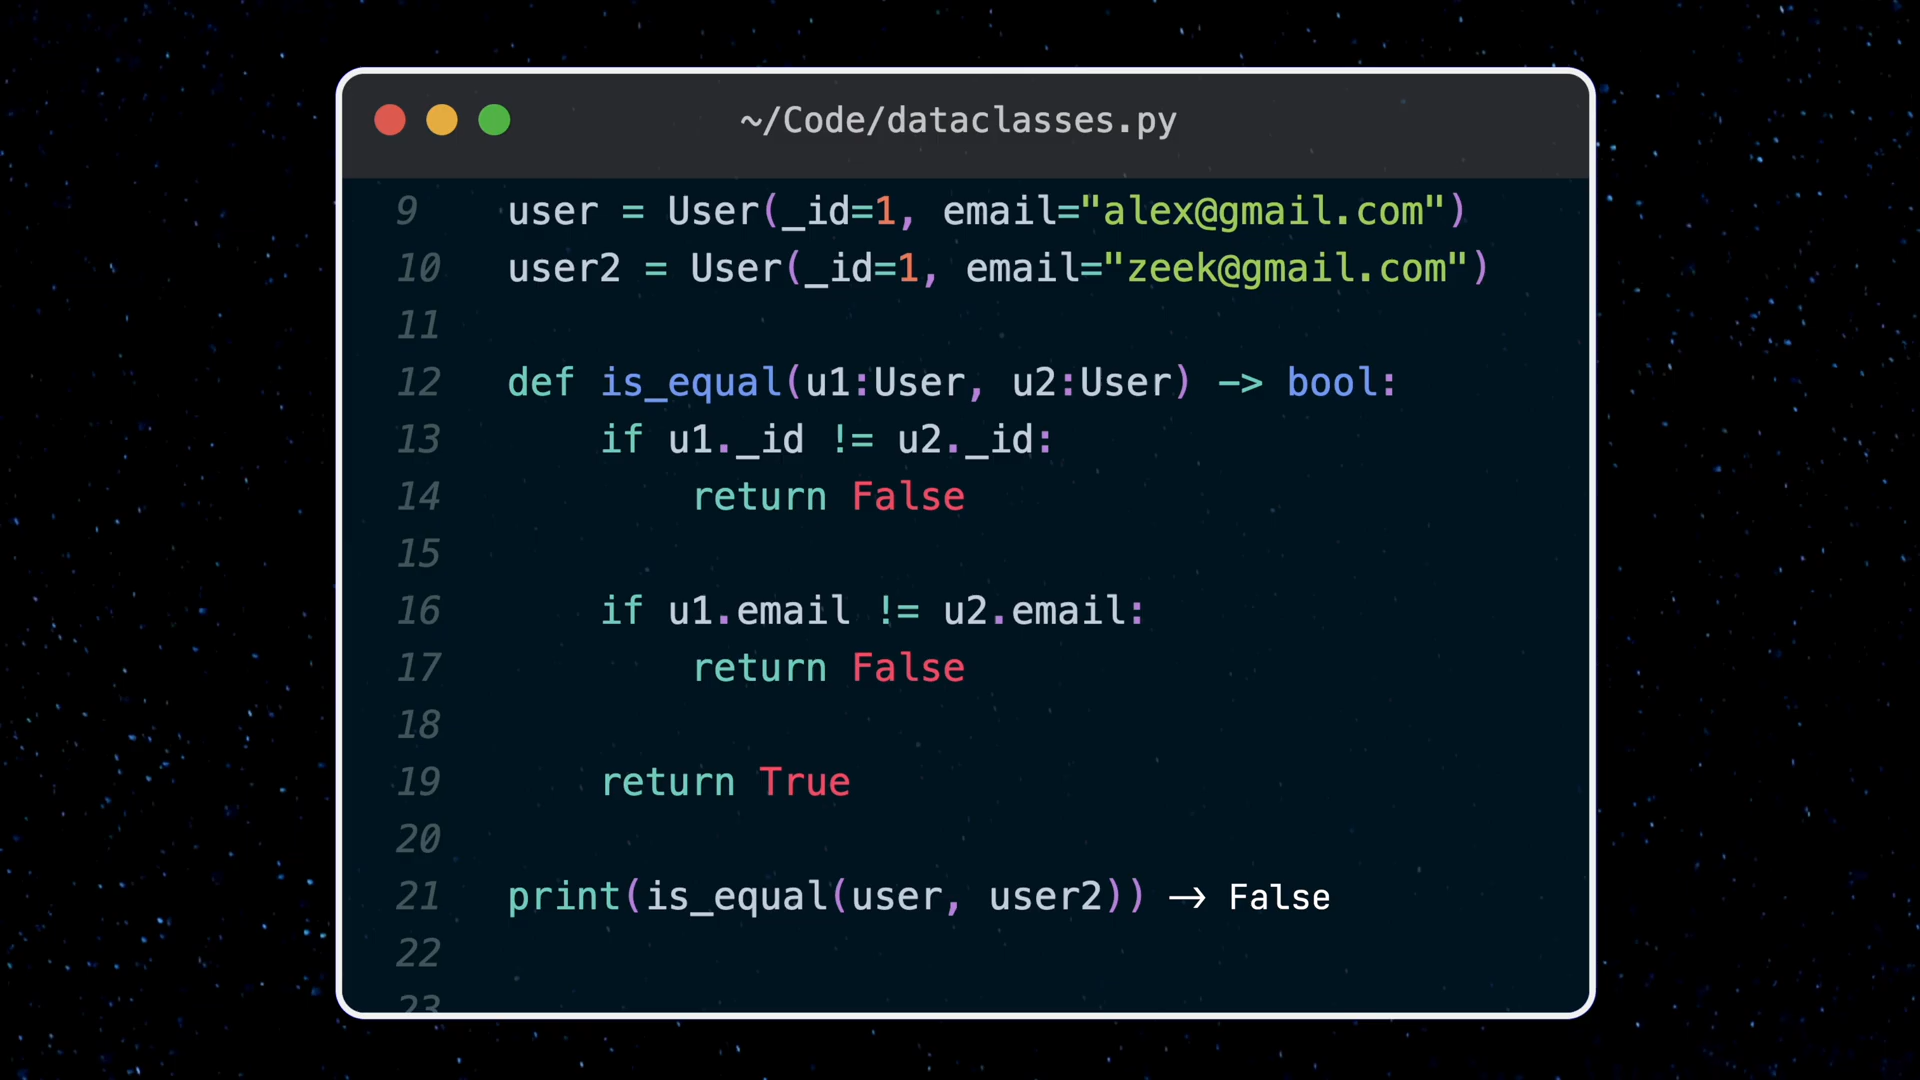 ~/Code/dataclasses.py
9 user = User(_id=1, email="alex@gmail.com")
10 user2 = User(_id=1, email="zeek@gmail.com")
11
12 def is_equal(u1:User, u2:User) -> bool:
13 if u1._id != u2._id:
14 return False
15
16 if u1.email != u2.email:
17 return False
18
19 return True
20
21 print(is_equal(user, user2)) → False
22
23